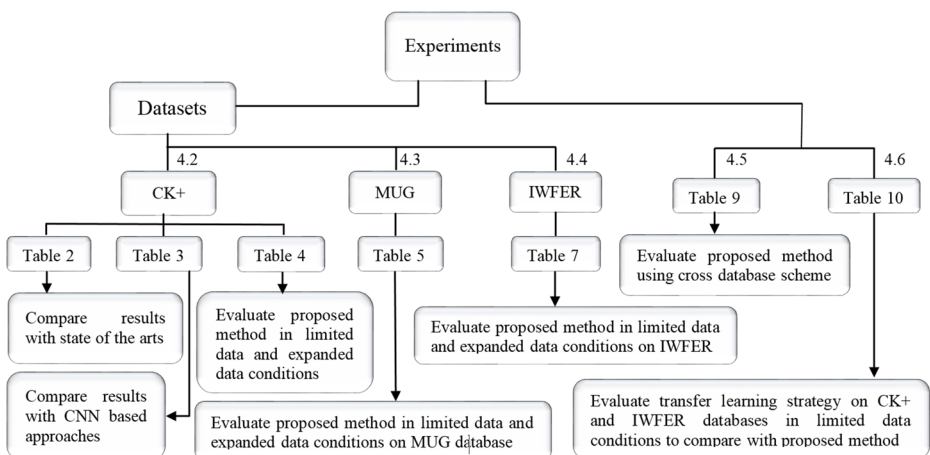 Experiments
Datasets
4.2
4.3
4.4
4.5
4.6
CK+
MUG
IWFER
Table 9
Table 10
Table 2
Table 3
Table 4
Table 5
Table 7
Evaluate proposed method
using cross database scheme
Compare results
with state of the arts
Evaluate proposed
method in limited
data and expanded
data conditions
Evaluate proposed method in limited data
and expanded data conditions on IWFER
Compare results
with CNN based
approaches
Evaluate proposed method in limited data and
expanded data conditions on MUG database
Evaluate transfer learning strategy on CK+
and IWFER databases in limited data
conditions to compare with proposed method